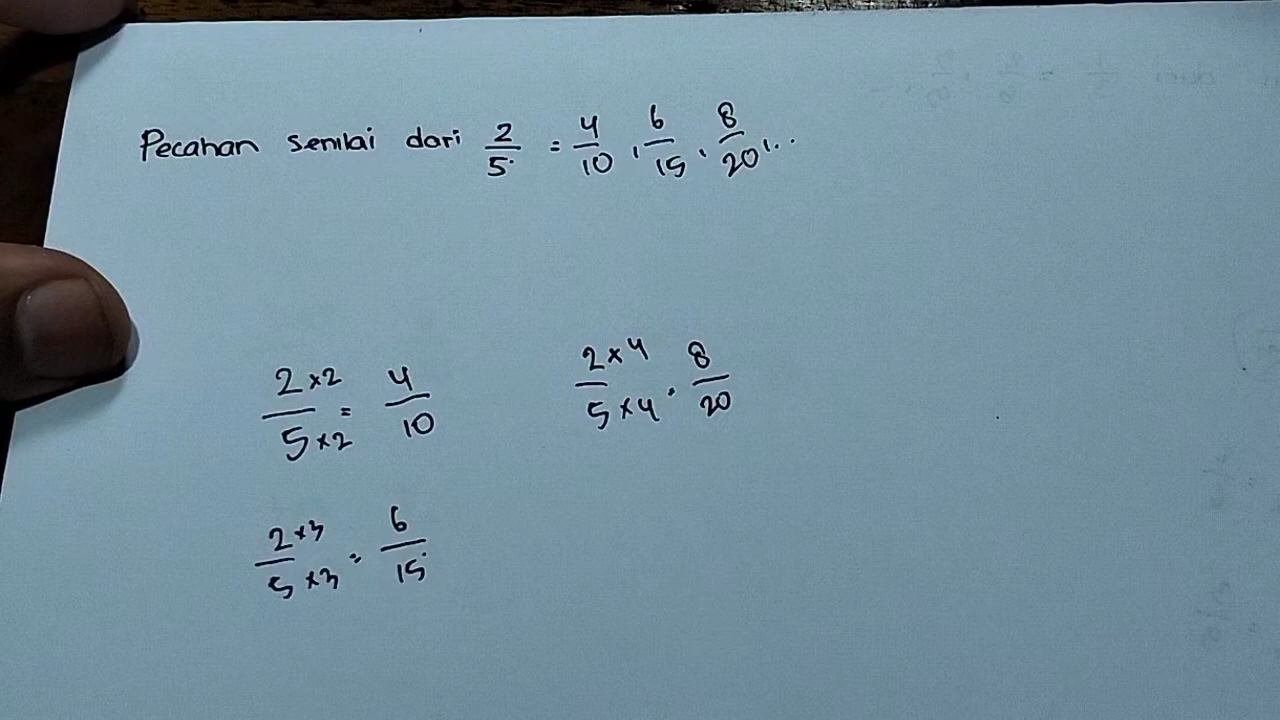 Pecahan senilai dari 2/5 = 4/10, 6/15, 8/20, ...
2×2/5×2 = 4/10
2×4/5×4 = 8/20
2×3/5×3 = 6/15